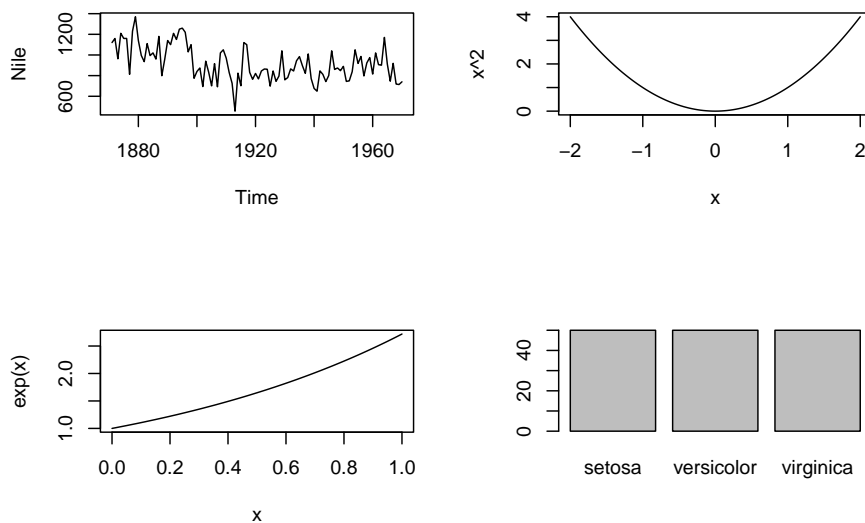 Nile
600 1200
1880 1920 1960
Time
x^2
0 2 4
−2 −1 0 1 2
x
exp(x)
1.0 2.0
0.0 0.2 0.4 0.6 0.8 1.0
x
0 20 40
setosa versicolor virginica